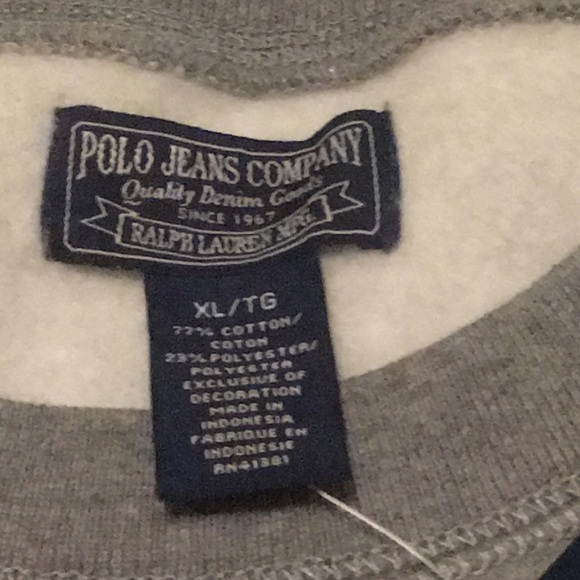 POLO JEANS COMPANY
Quality Denim Goods
SINCE 1967
RALPH LAUREN MFG.
XL/TG
77% COTTON/
COTON
23% POLYESTER/
POLYESTER
EXCLUSIVE OF
DECORATION
MADE IN
INDONESIA
FABRIQUE EN
INDONESIE
RN41381